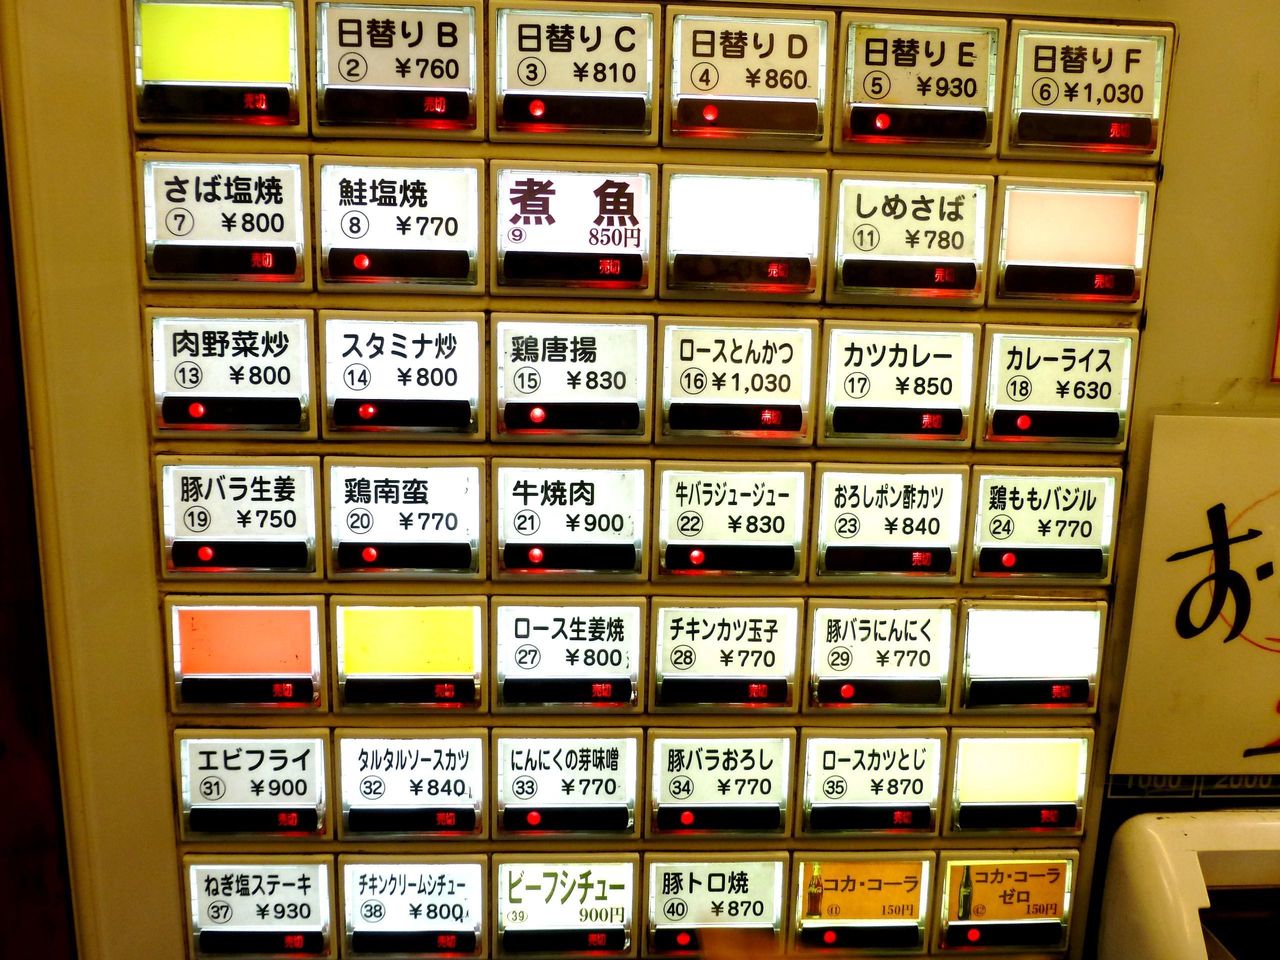 売切
日替りB
② ¥760
売切
日替りC
③ ¥810
日替りD
④ ¥860
日替りE
⑤ ¥930
日替りF
⑥ ¥1,030
売切
さば塩焼
⑦ ¥800
売切
鮭塩焼
⑧ ¥770
煮 魚
⑨ 850円
売切
売切
しめさば
⑪ ¥780
売切
売切
肉野菜炒
⑬ ¥800
スタミナ炒
⑭ ¥800
鶏唐揚
⑮ ¥830
ロースとんかつ
⑯ ¥1,030
売切
カツカレー
⑰ ¥850
売切
カレーライス
⑱ ¥630
豚バラ生姜
⑲ ¥750
鶏南蛮
⑳ ¥770
牛焼肉
㉑ ¥900
牛バラジュージュー
㉒ ¥830
おろしポン酢カツ
㉓ ¥840
売切
鶏ももバジル
㉔ ¥770
売切
売切
ロース生姜焼
㉗ ¥800
売切
チキンカツ玉子
㉘ ¥770
売切
豚バラにんにく
㉙ ¥770
売切
エビフライ
㉛ ¥900
売切
タルタルソースカツ
㉜ ¥840
売切
にんにくの芽味噌
㉝ ¥770
豚バラおろし
㉞ ¥770
ロースカツとじ
㉟ ¥870
売切
売切
ねぎ塩ステーキ
㊲ ¥930
売切
チキンクリームシチュー
㊳ ¥800
売切
ビーフシチュー
㊴ 900円
売切
豚トロ焼
㊵ ¥870
コカ・コーラ
㊶ 150円
コカ・コーラ
ゼロ
㊷ 150円
お
1000 2000